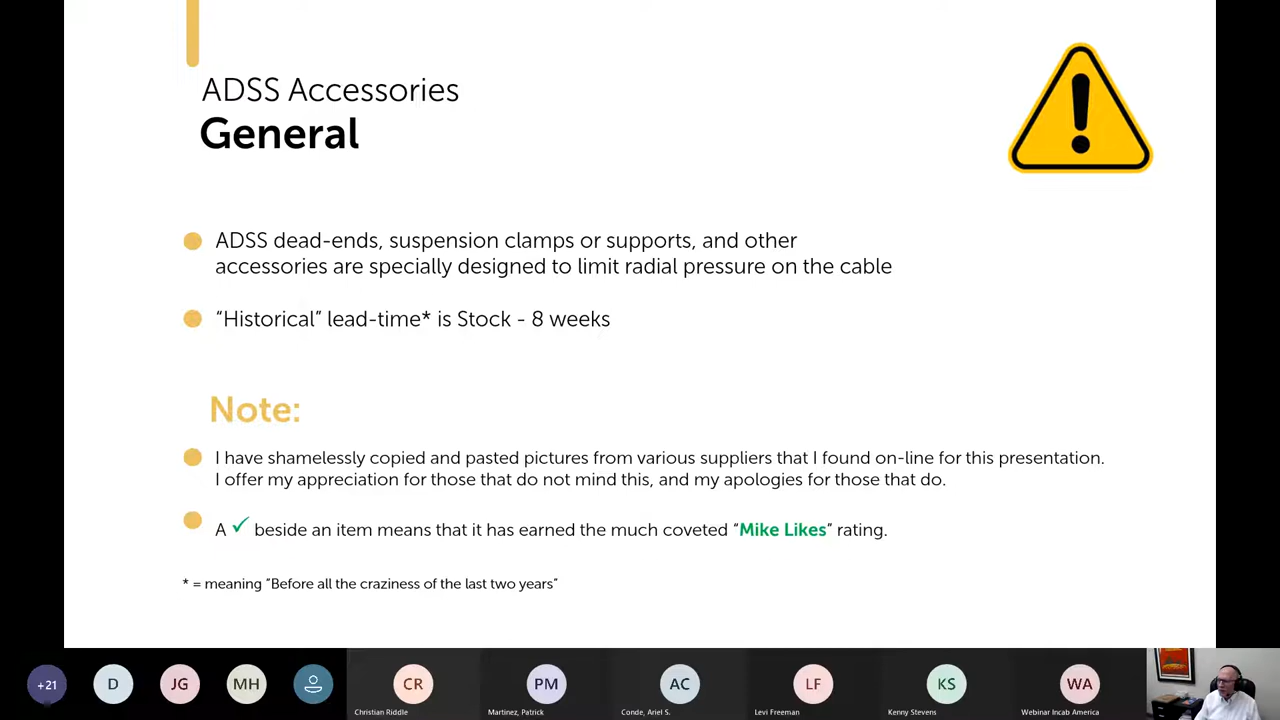 ADSS Accessories
General
ADSS dead-ends, suspension clamps or supports, and other
accessories are specially designed to limit radial pressure on the cable
“Historical” lead-time* is Stock - 8 weeks
Note:
I have shamelessly copied and pasted pictures from various suppliers that I found on-line for this presentation.
I offer my appreciation for those that do not mind this, and my apologies for those that do.
A ✓ beside an item means that it has earned the much coveted “Mike Likes” rating.
* = meaning “Before all the craziness of the last two years”
+21 D JG MH CR PM AC LF KS WA
Christian Riddle Martinez, Patrick Conde, Ariel S. Levi Freeman Kenny Stevens Webinar Incab America